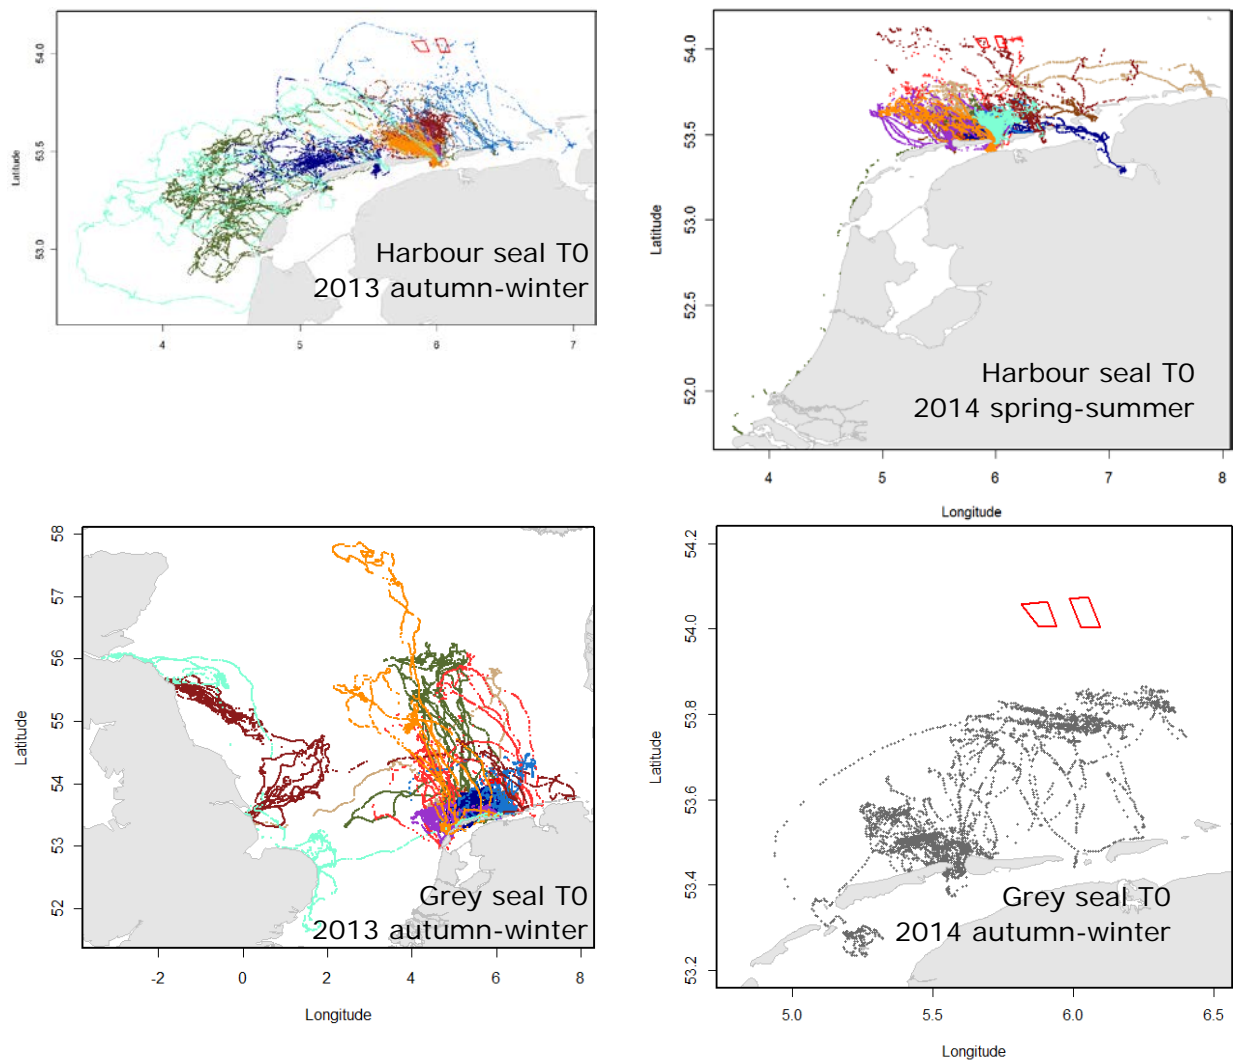 54.0
53.5
53.0
Latitude
4
5
6
7
Harbour seal T0
2013 autumn-winter
54.0
53.5
53.0
52.5
52.0
Latitude
4
5
6
7
8
Longitude
Harbour seal T0
2014 spring-summer
58
57
56
55
54
53
52
Latitude
-2
0
2
4
6
8
Longitude
Grey seal T0
2013 autumn-winter
54.2
54.0
53.8
53.6
53.4
53.2
Latitude
5.0
5.5
6.0
6.5
Longitude
Grey seal T0
2014 autumn-winter